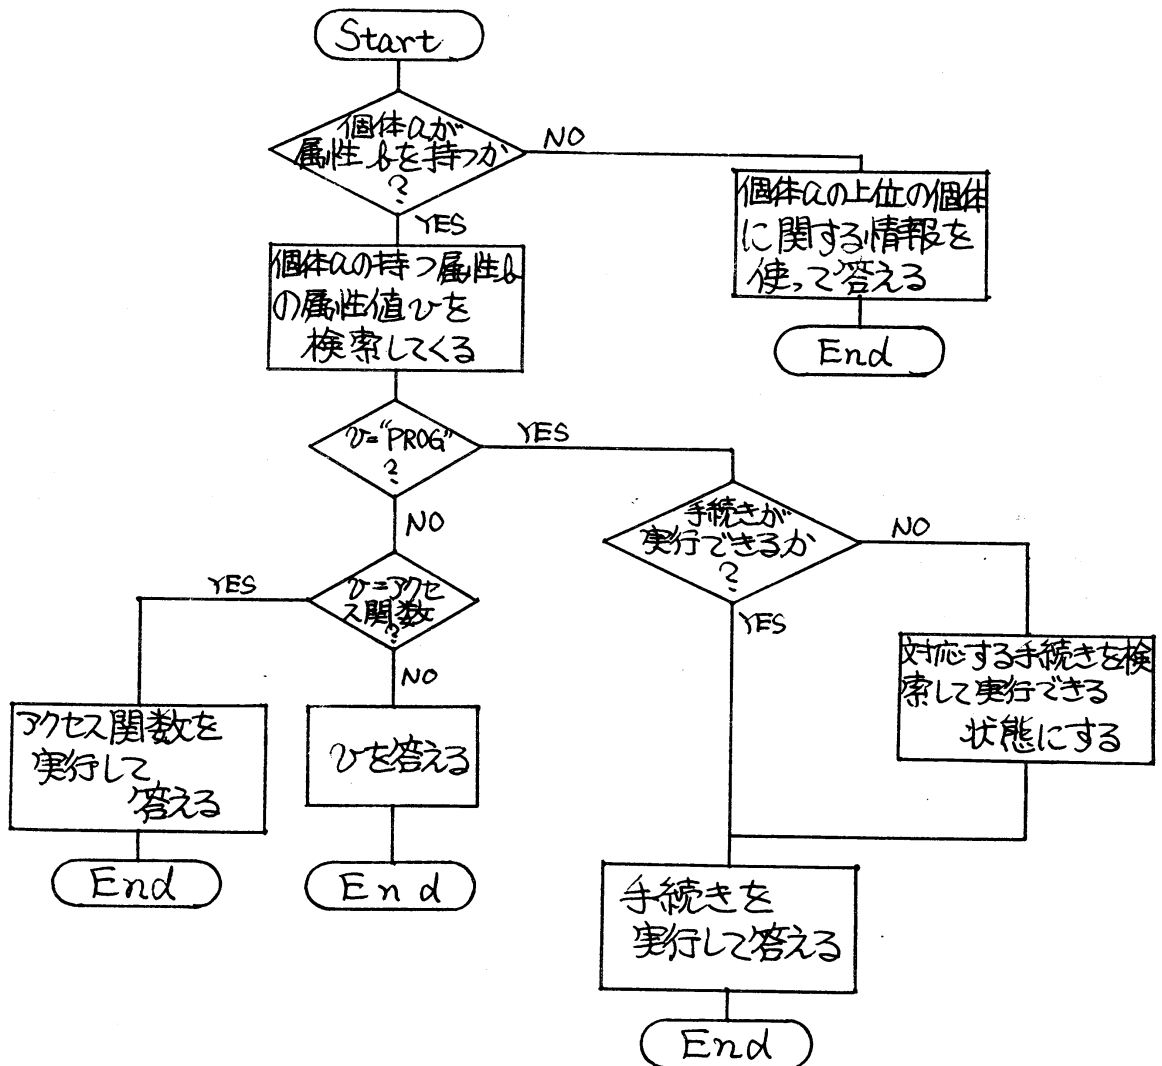 Start
個体aが
属性bを持つか
?
NO
YES
個体aの上位の個体
に関する情報を
使って答える
End
個体aの持つ属性b
の属性値vを
検索してくる
v="PROG"
?
YES
NO
手続きが
実行できるか
?
NO
YES
対応する手続きを検
索して実行できる
状態にする
v=アクセ
ス関数
?
YES
NO
アクセス関数を
実行して
答える
End
vを答える
End
手続きを
実行して答える
End